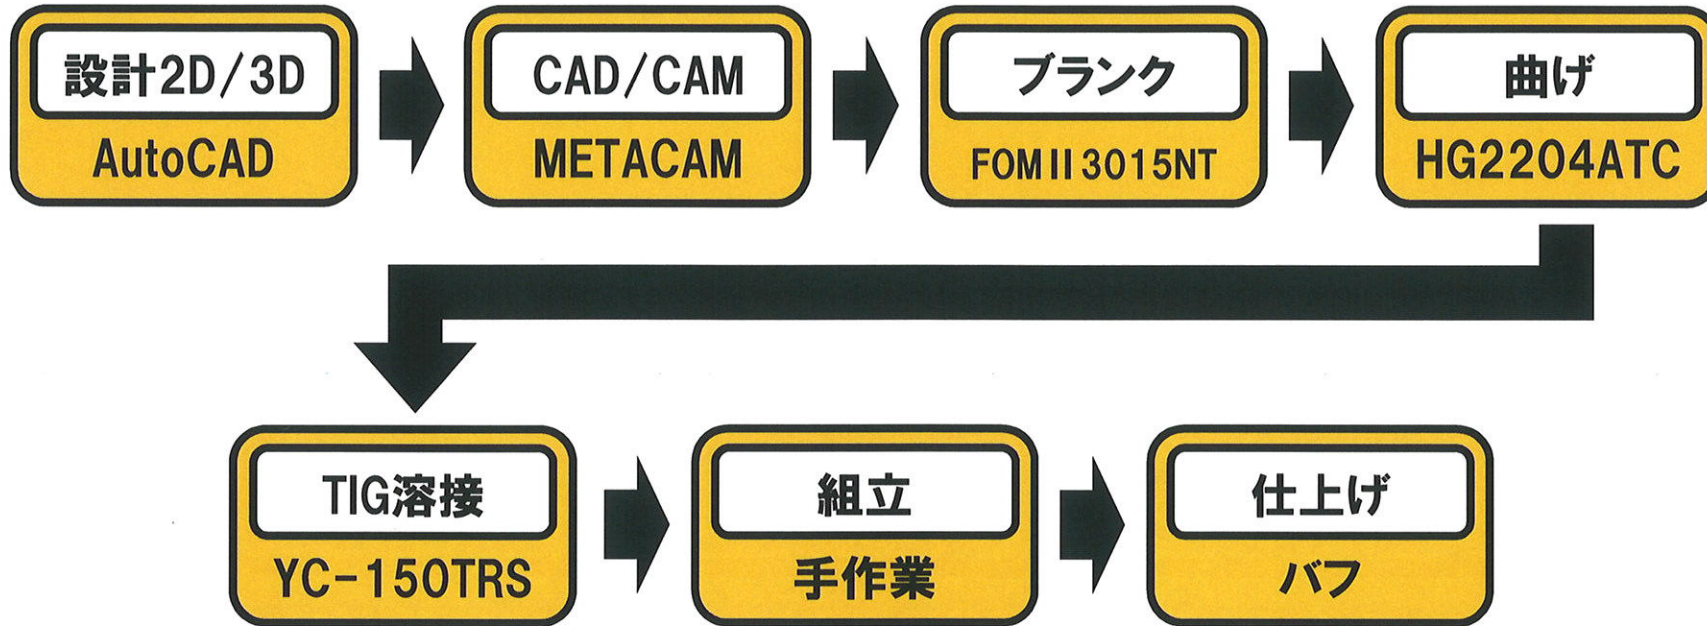 設計2D/3D
AutoCAD
CAD/CAM
METACAM
ブランク
FOMII3015NT
曲げ
HG2204ATC
TIG溶接
YC-150TRS
組立
手作業
仕上げ
バフ